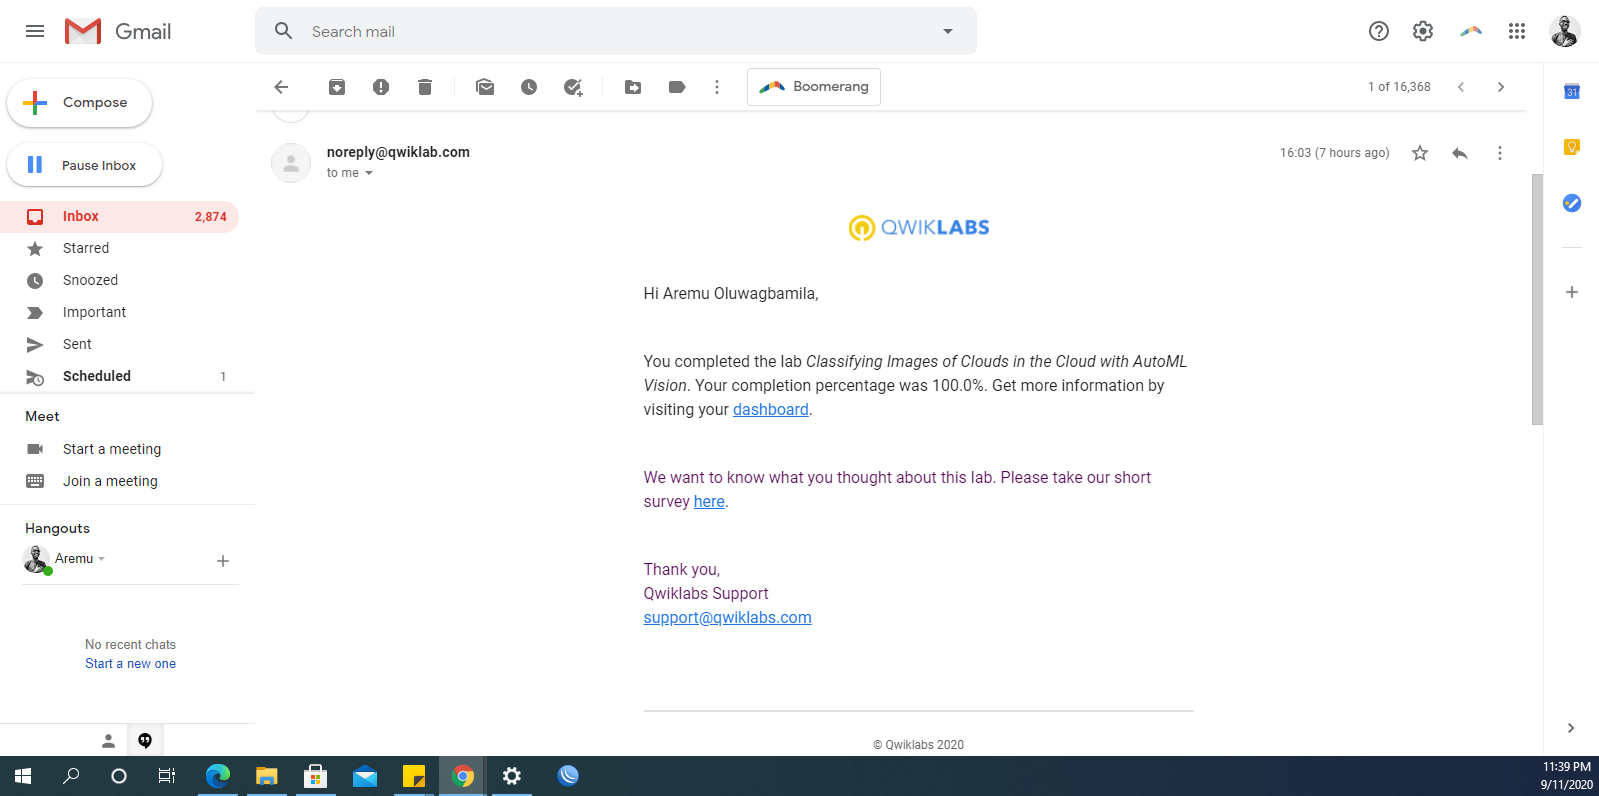 Gmail
Search mail
Compose
Pause Inbox
Inbox 2,874
Starred
Snoozed
Important
Sent
Scheduled 1
Meet
Start a meeting
Join a meeting
Hangouts
Aremu
No recent chats
Start a new one
Boomerang
1 of 16,368
noreply@qwiklab.com
to me
16:03 (7 hours ago)
QWIKLABS
Hi Aremu Oluwagbamila,
You completed the lab Classifying Images of Clouds in the Cloud with AutoML
Vision. Your completion percentage was 100.0%. Get more information by
visiting your dashboard.
We want to know what you thought about this lab. Please take our short
survey here.
Thank you,
Qwiklabs Support
support@qwiklabs.com
© Qwiklabs 2020
31
11:39 PM
9/11/2020